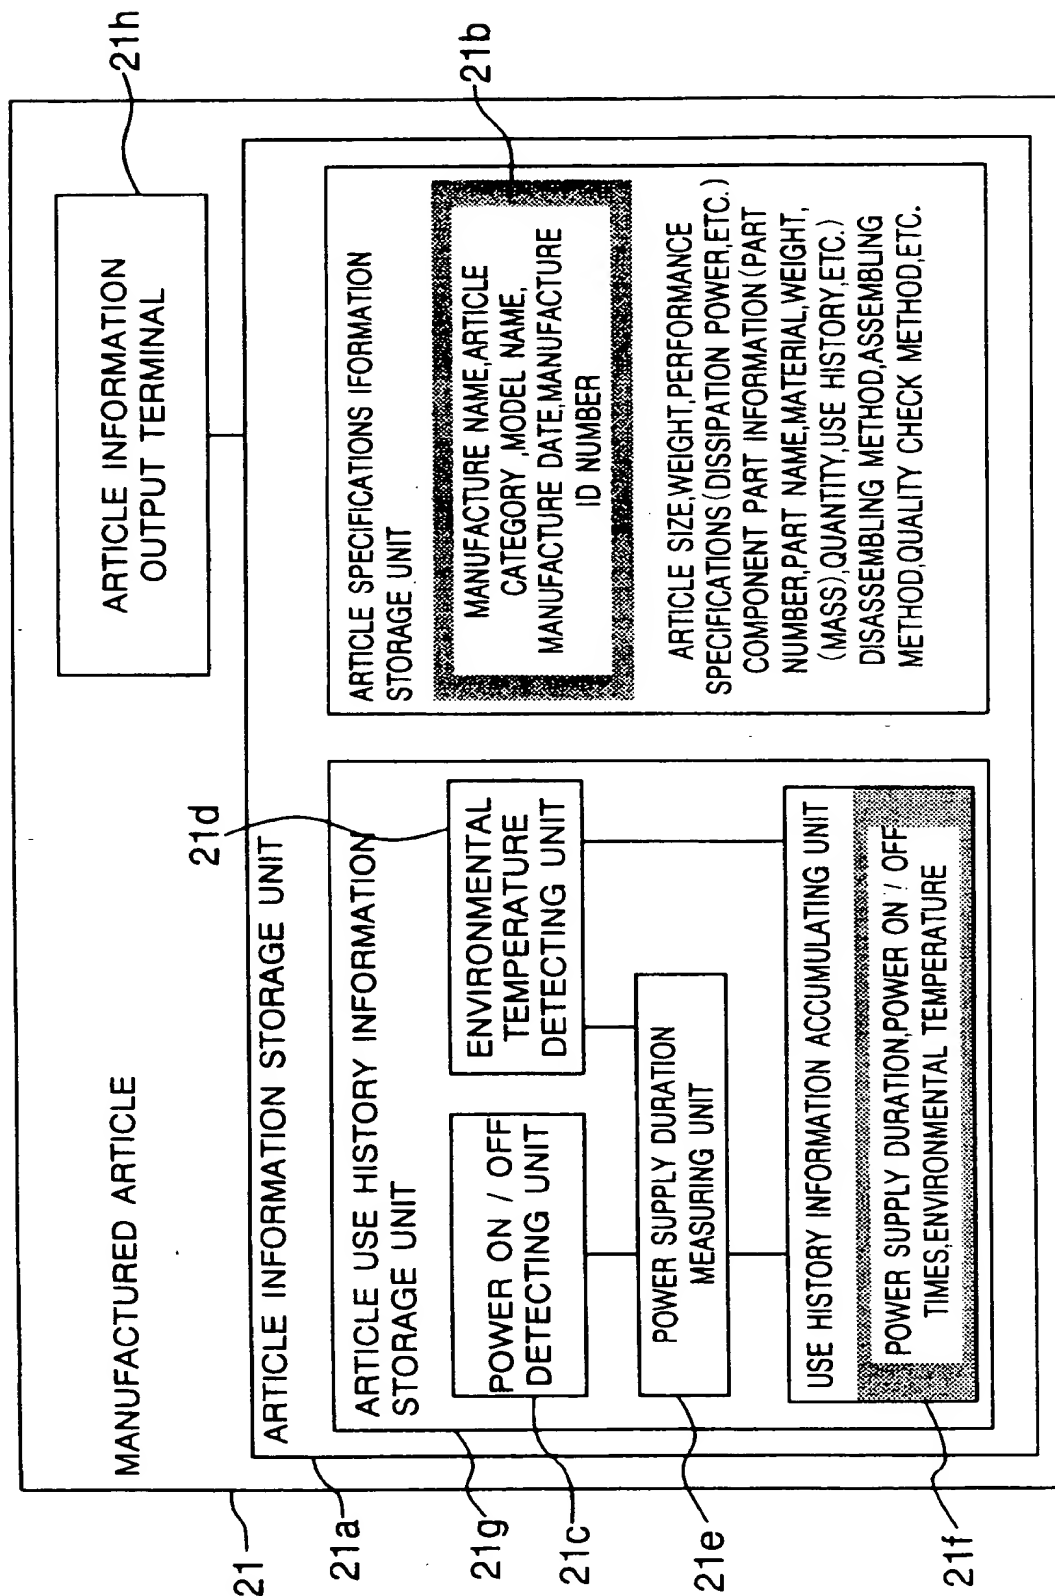 21h
21b
21d
21
21a
21g
21c
21e
21f
MANUFACTURED ARTICLE
ARTICLE INFORMATION
OUTPUT TERMINAL
ARTICLE INFORMATION STORAGE UNIT
ARTICLE USE HISTORY INFORMATION
STORAGE UNIT
POWER ON / OFF
DETECTING UNIT
ENVIRONMENTAL
TEMPERATURE
DETECTING UNIT
POWER SUPPLY DURATION
MEASURING UNIT
USE HISTORY INFORMATION ACCUMULATING UNIT
POWER SUPPLY DURATION,POWER ON / OFF
TIMES,ENVIRONMENTAL TEMPERATURE
ARTICLE SPECIFICATIONS IFORMATION
STORAGE UNIT
MANUFACTURE NAME,ARTICLE
CATEGORY ,MODEL NAME,
MANUFACTURE DATE,MANUFACTURE
ID NUMBER
ARTICLE SIZE,WEIGHT,PERFORMANCE
SPECIFICATIONS(DISSIPATION POWER,ETC.)
COMPONENT PART INFORMATION(PART
NUMBER,PART NAME,MATERIAL,WEIGHT,
(MASS),QUANTITY,USE HISTORY,ETC.)
DISASSEMBLING METHOD,ASSEMBLING
METHOD,QUALITY CHECK METHOD,ETC.